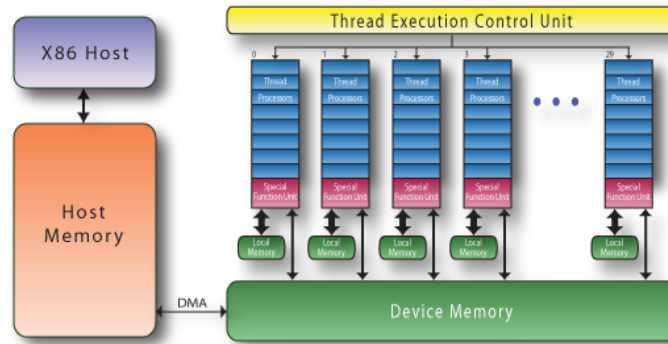 Thread Execution Control Unit
X86 Host
0
1
2
3
29
Thread
Processors
Thread
Processors
Thread
Processors
Thread
Processors
Thread
Processors
Special
Function Unit
Special
Function Unit
Special
Function Unit
Special
Function Unit
Special
Function Unit
Host
Memory
Local
Memory
Local
Memory
Local
Memory
Local
Memory
Local
Memory
DMA
Device Memory